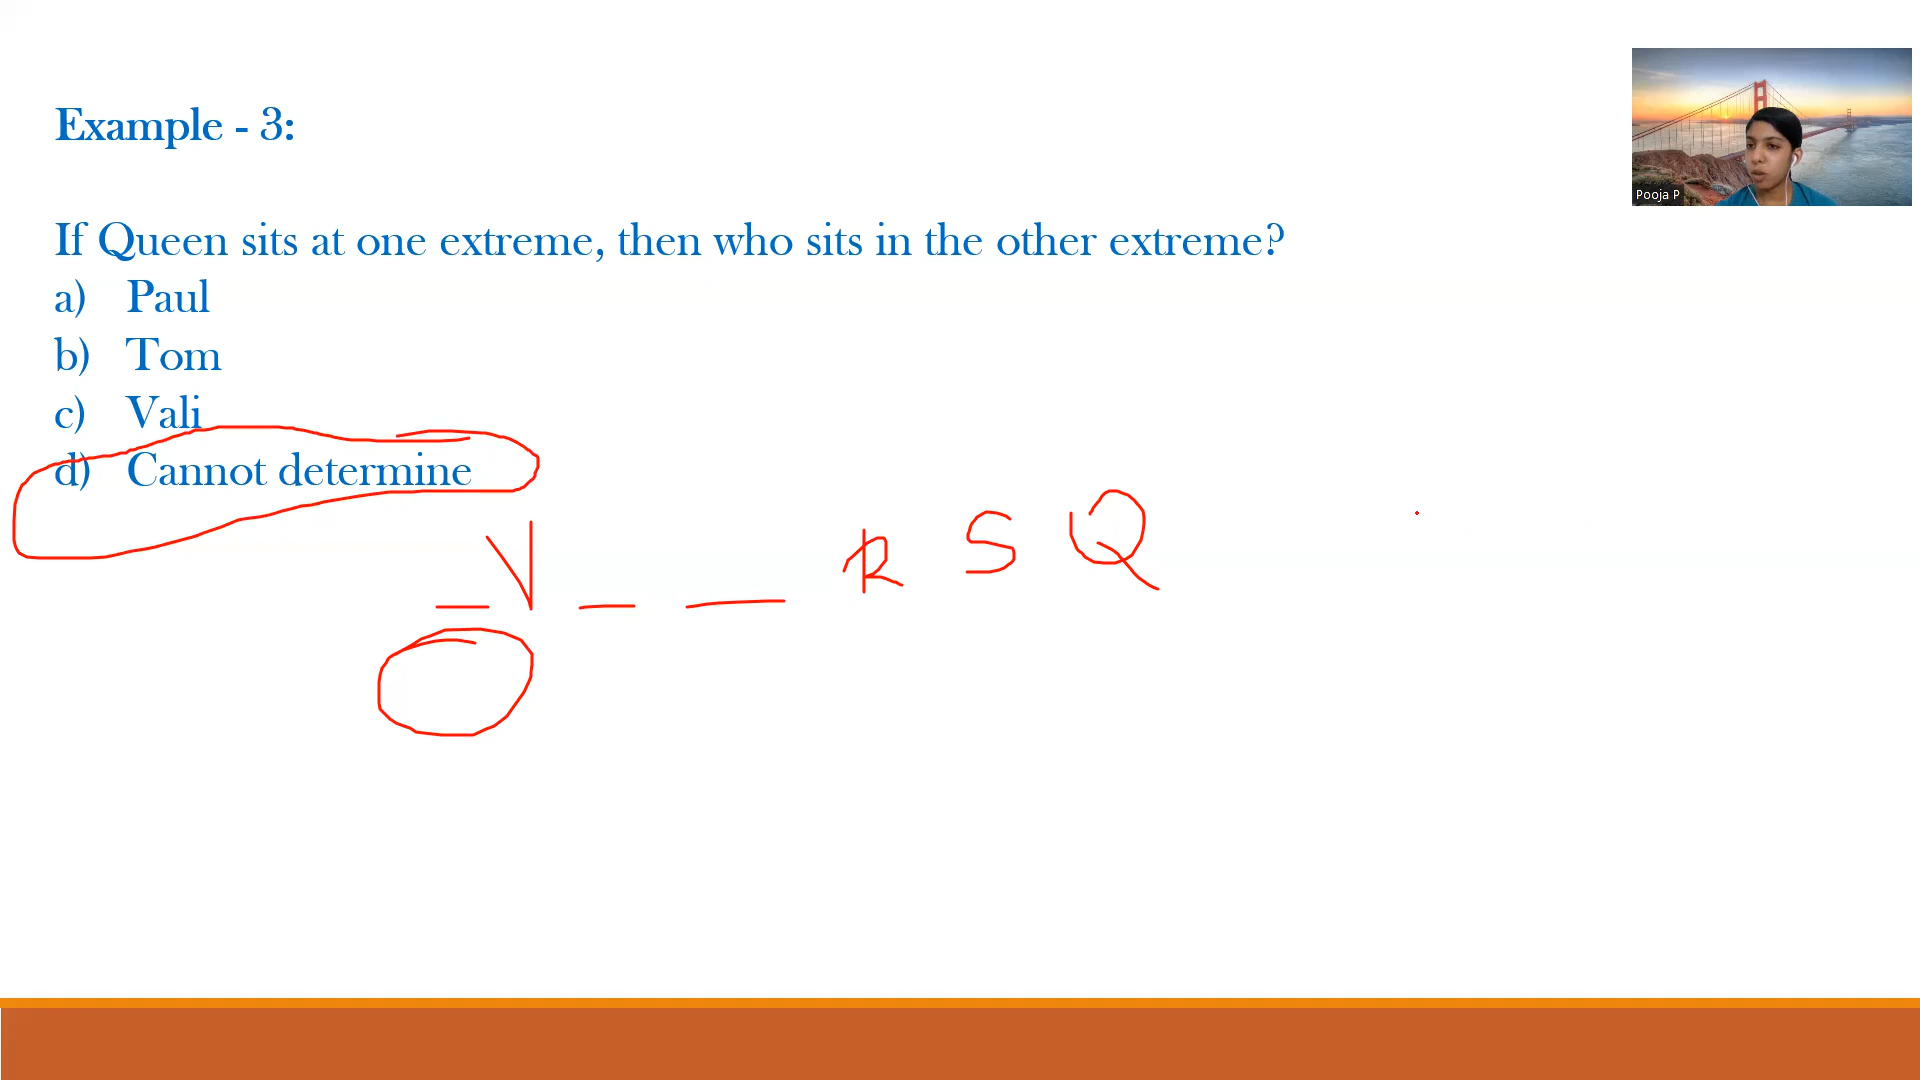 Example - 3:
Pooja P
If Queen sits at one extreme, then who sits in the other extreme?
a) Paul
b) Tom
c) Vali
d) Cannot determine
_ V _ _ R S Q